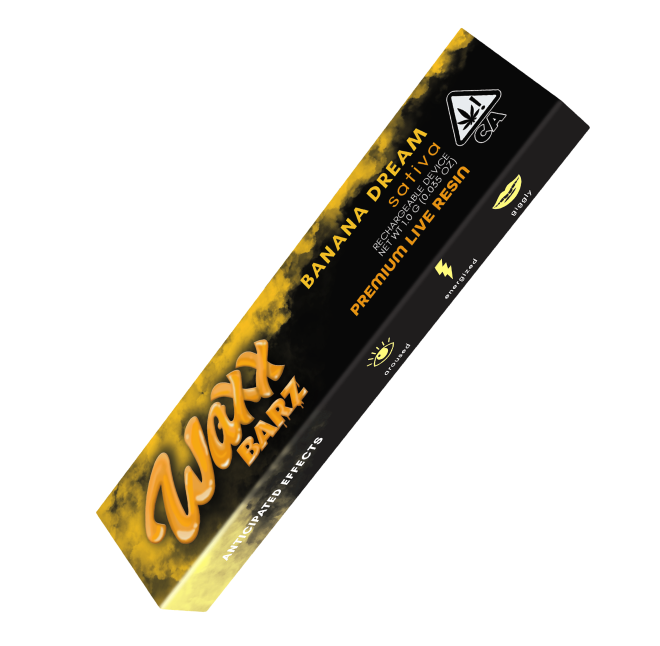 BANANA DREAM
sativa
RECHARGEABLE DEVICE
NET WT 1.0 G (0.035 OZ)
PREMIUM LIVE RESIN
CA
Waxx
BARZ
ANTICIPATED EFFECTS
aroused
energized
giggly